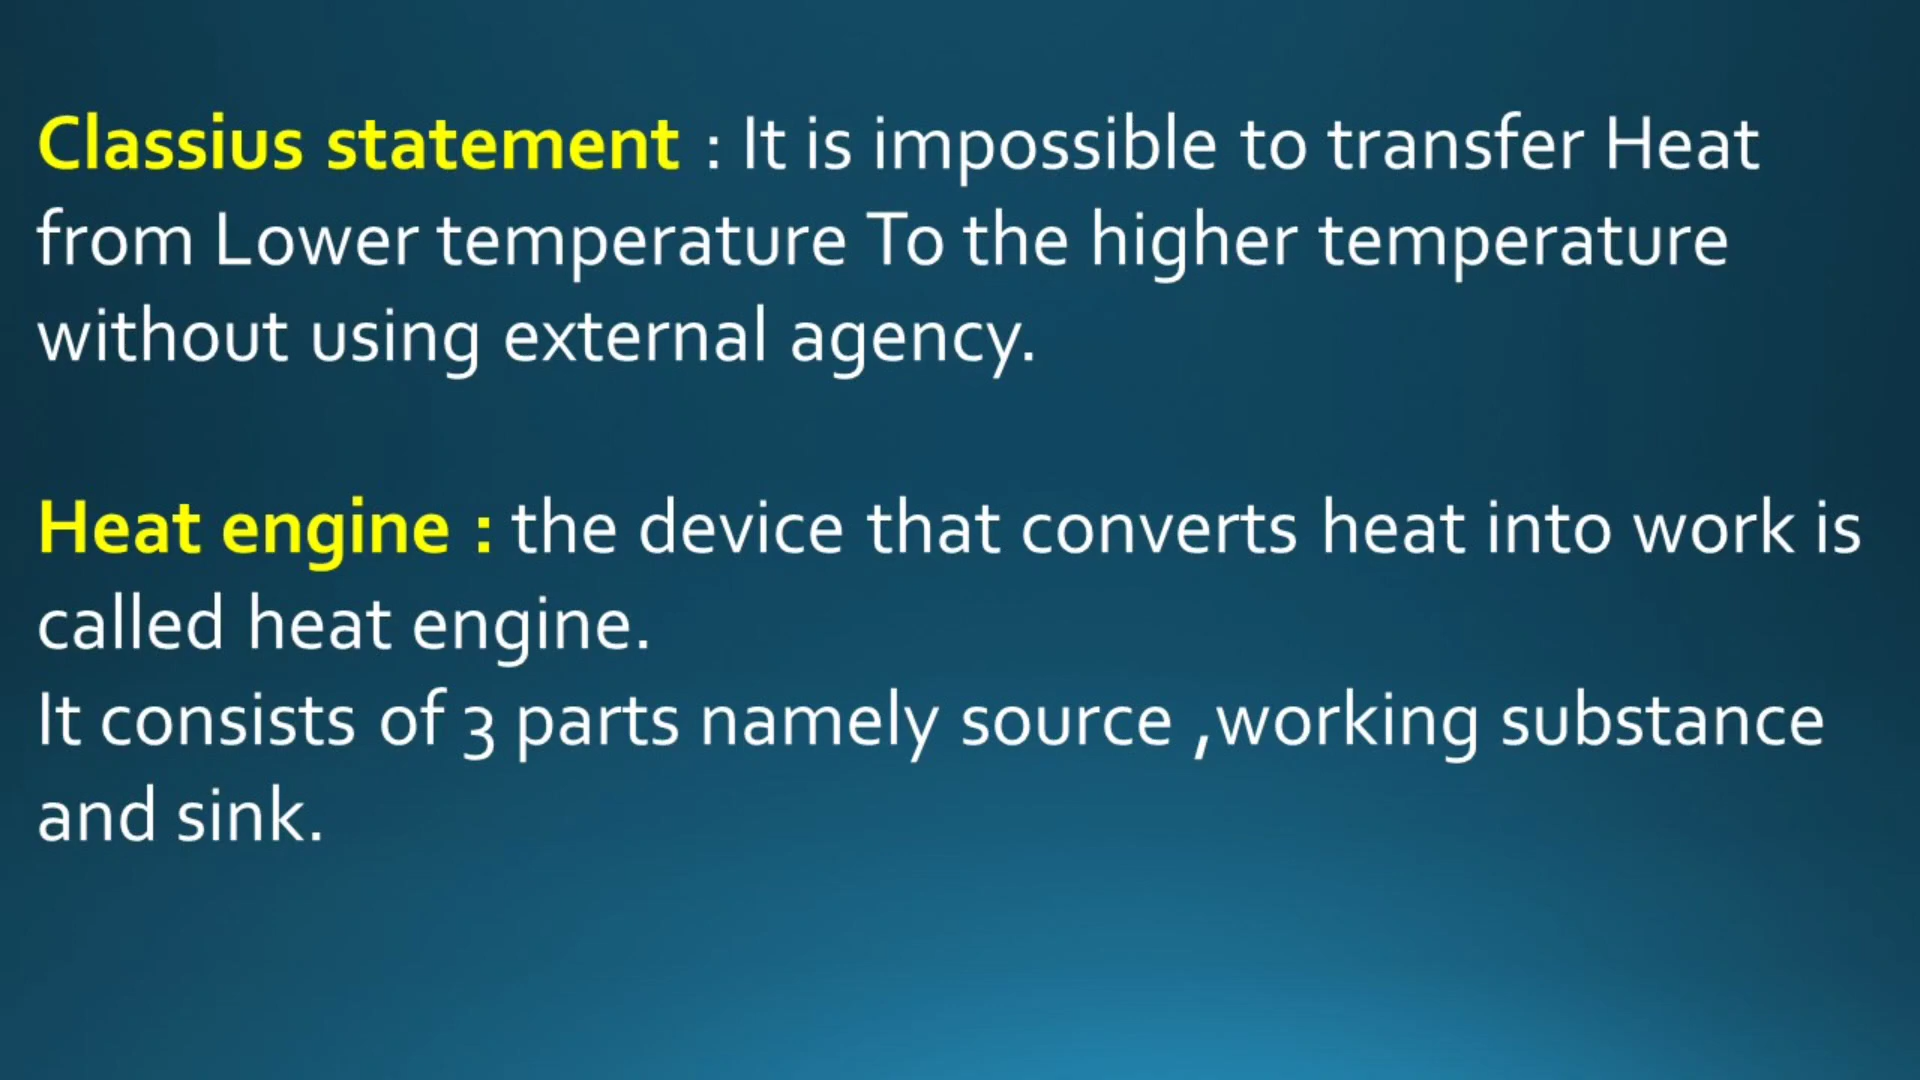 Classius statement : It is impossible to transfer Heat
from Lower temperature To the higher temperature
without using external agency.
Heat engine : the device that converts heat into work is
called heat engine.
It consists of 3 parts namely source ,working substance
and sink.